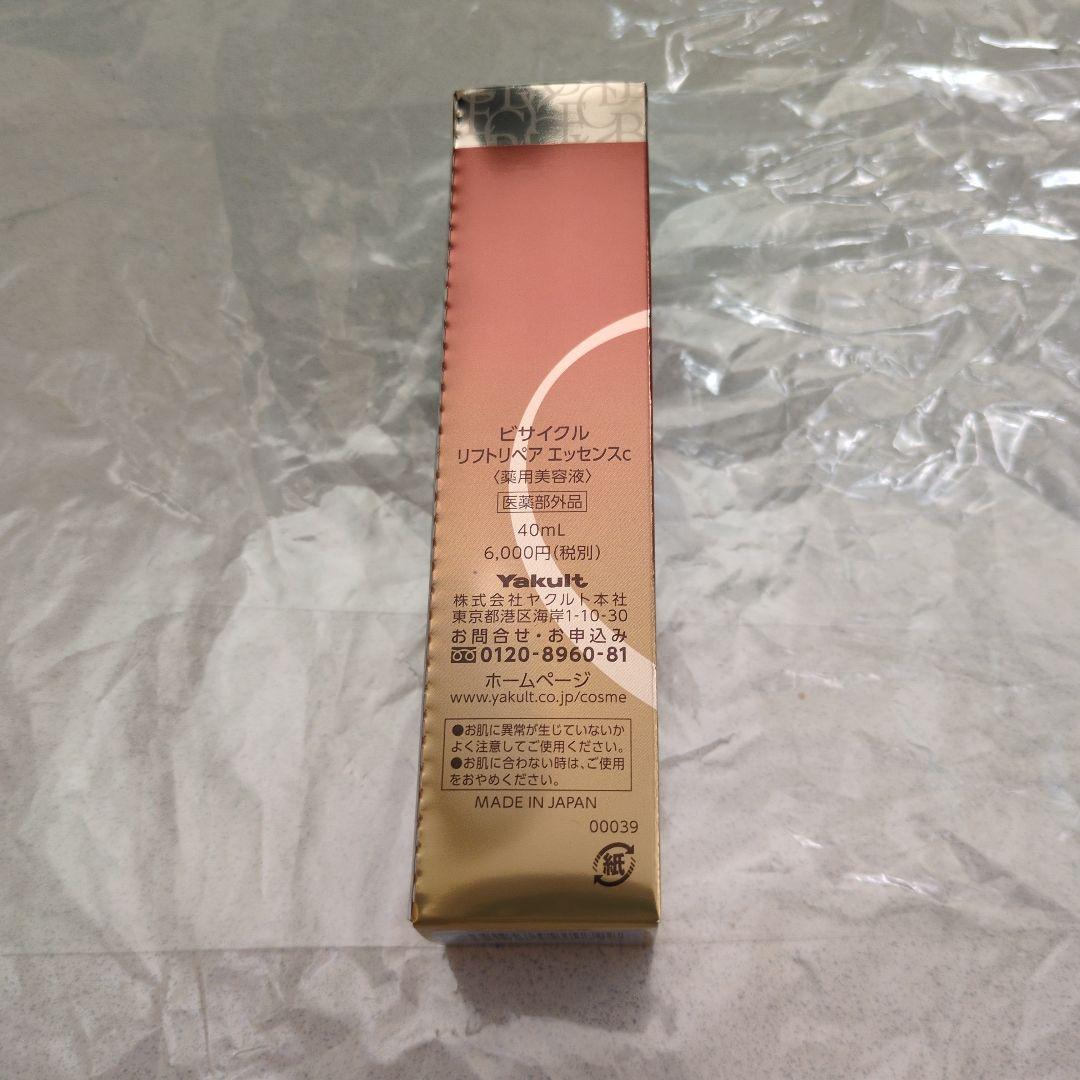 ビサイクル
リフトリペア エッセンスc
〈薬用美容液〉
医薬部外品
40mL
6,000円(税別)
Yakult
株式会社ヤクルト本社
東京都港区海岸1-10-30
お問合せ・お申込み
0120-8960-81
ホームページ
www.yakult.co.jp/cosme
●お肌に異常が生じていないか
よく注意してご使用ください。
●お肌に合わない時は、ご使用
をおやめください。
MADE IN JAPAN
00039
紙